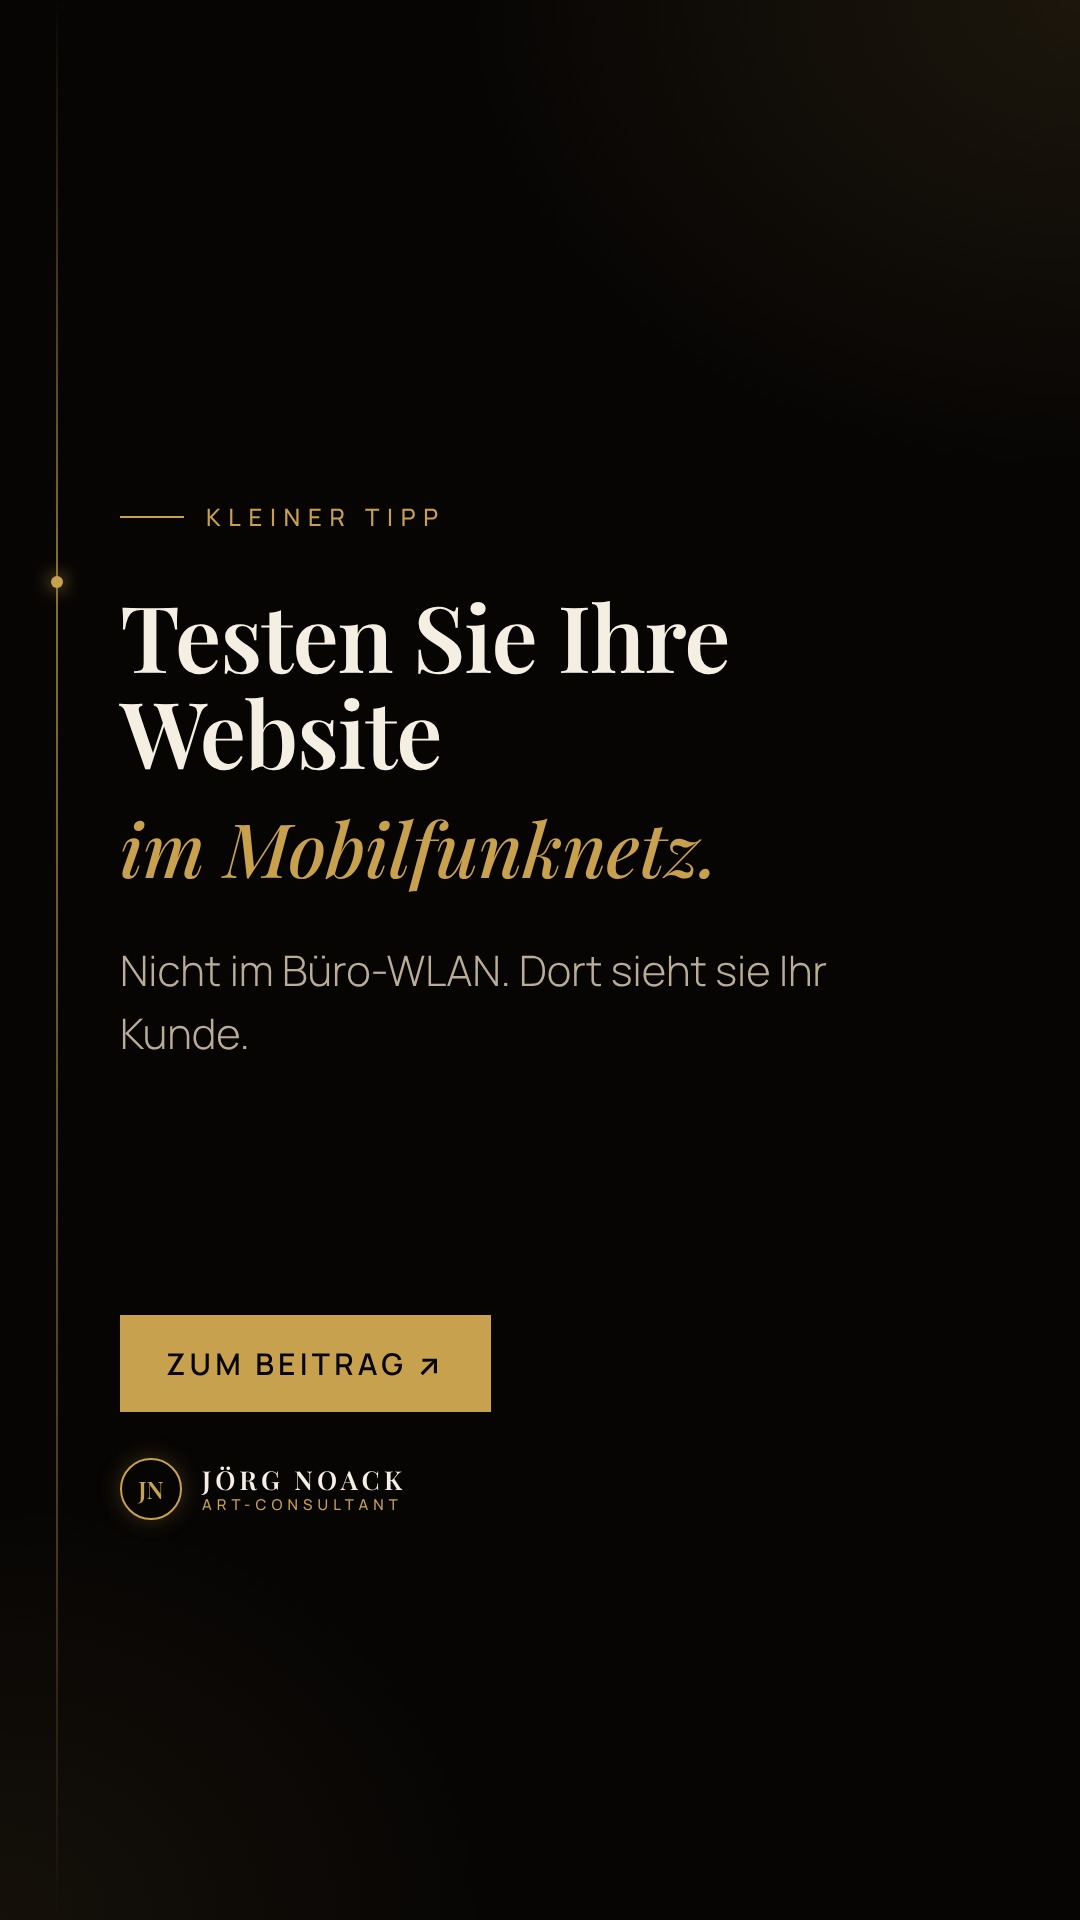 KLEINER TIPP
Testen Sie Ihre
Website
im Mobilfunknetz.
Nicht im Büro-WLAN. Dort sieht sie Ihr
Kunde.
ZUM BEITRAG ↗
JN
JÖRG NOACK
ART-CONSULTANT